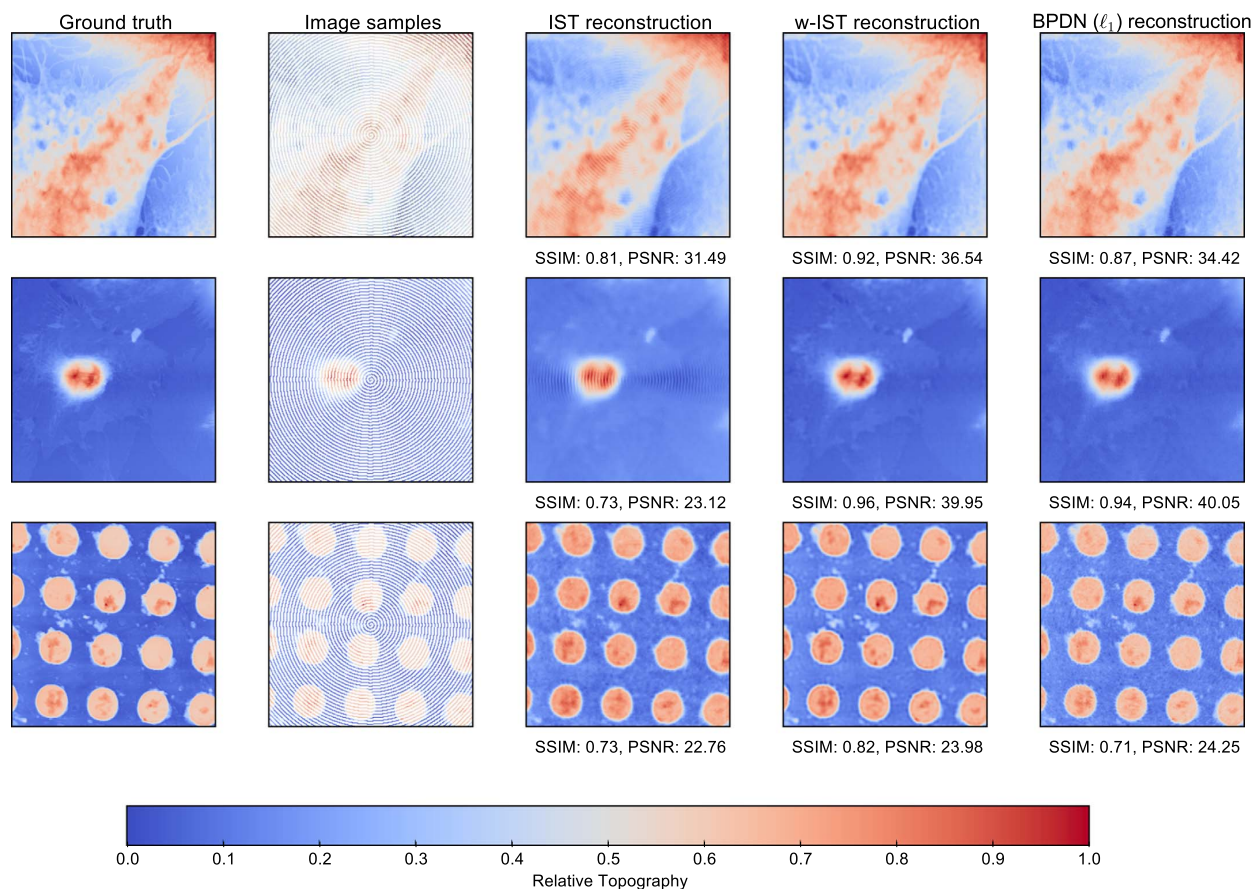 Ground truth Image samples IST reconstruction w-IST reconstruction BPDN (ℓ₁) reconstruction
SSIM: 0.81, PSNR: 31.49 SSIM: 0.92, PSNR: 36.54 SSIM: 0.87, PSNR: 34.42
SSIM: 0.73, PSNR: 23.12 SSIM: 0.96, PSNR: 39.95 SSIM: 0.94, PSNR: 40.05
SSIM: 0.73, PSNR: 22.76 SSIM: 0.82, PSNR: 23.98 SSIM: 0.71, PSNR: 24.25
0.0 0.1 0.2 0.3 0.4 0.5 0.6 0.7 0.8 0.9 1.0
Relative Topography